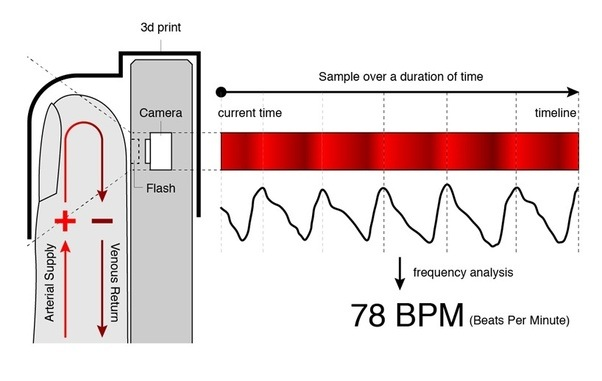 3d print
Camera
Flash
+
−
Arterial Supply
Venous Return
Sample over a duration of time
current time
timeline
frequency analysis
78 BPM (Beats Per Minute)